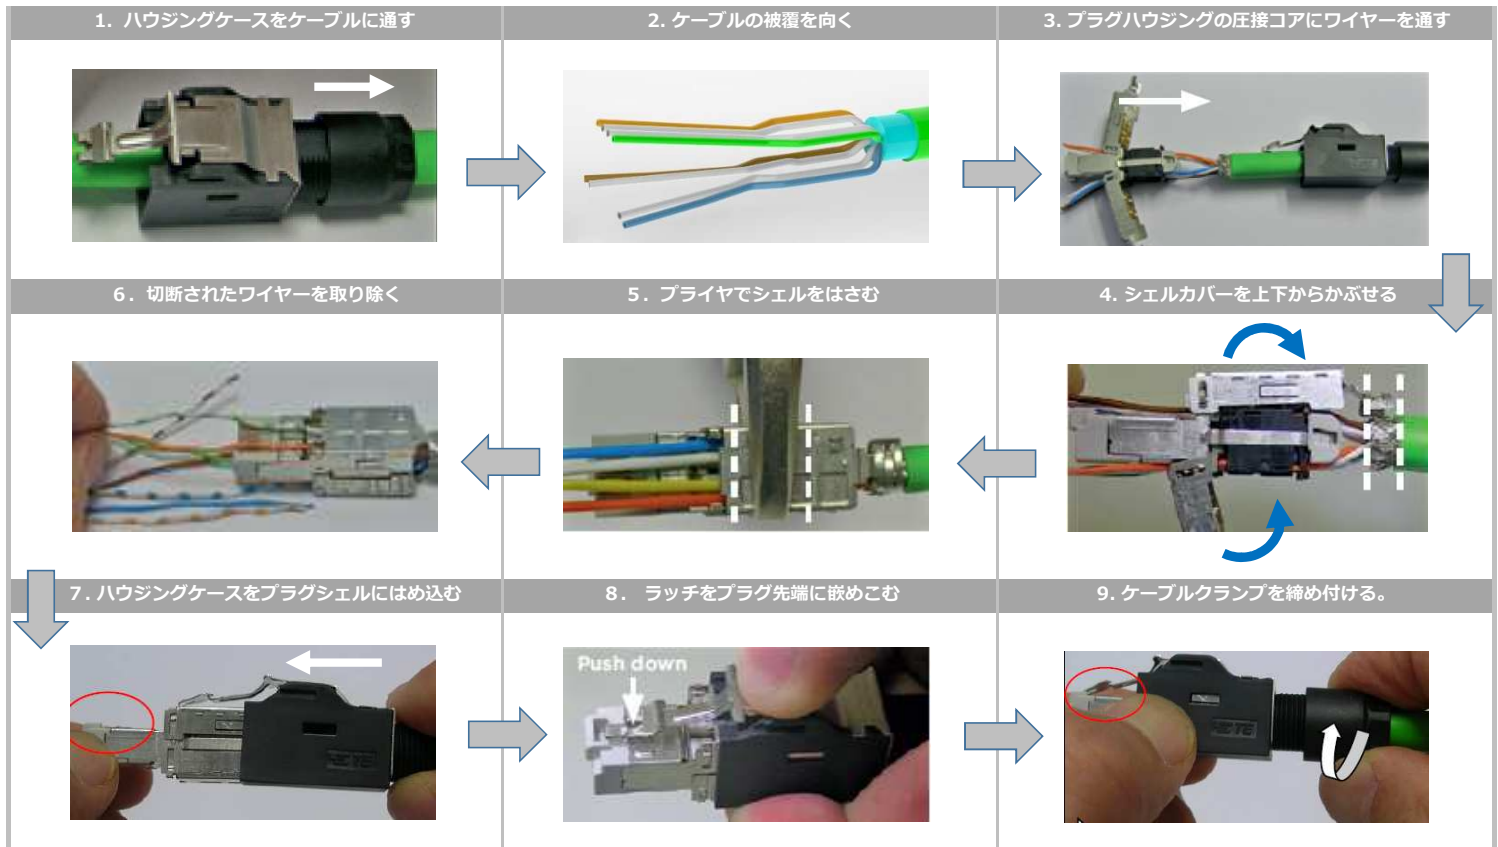 1. ハウジングケースをケーブルに通す
2. ケーブルの被覆を向く
3. プラグハウジングの圧接コアにワイヤーを通す
6．切断されたワイヤーを取り除く
5．プライヤでシェルをはさむ
4. シェルカバーを上下からかぶせる
7．ハウジングケースをプラグシェルにはめ込む
8． ラッチをプラグ先端に嵌めこむ
9. ケーブルクランプを締め付ける。
Push down